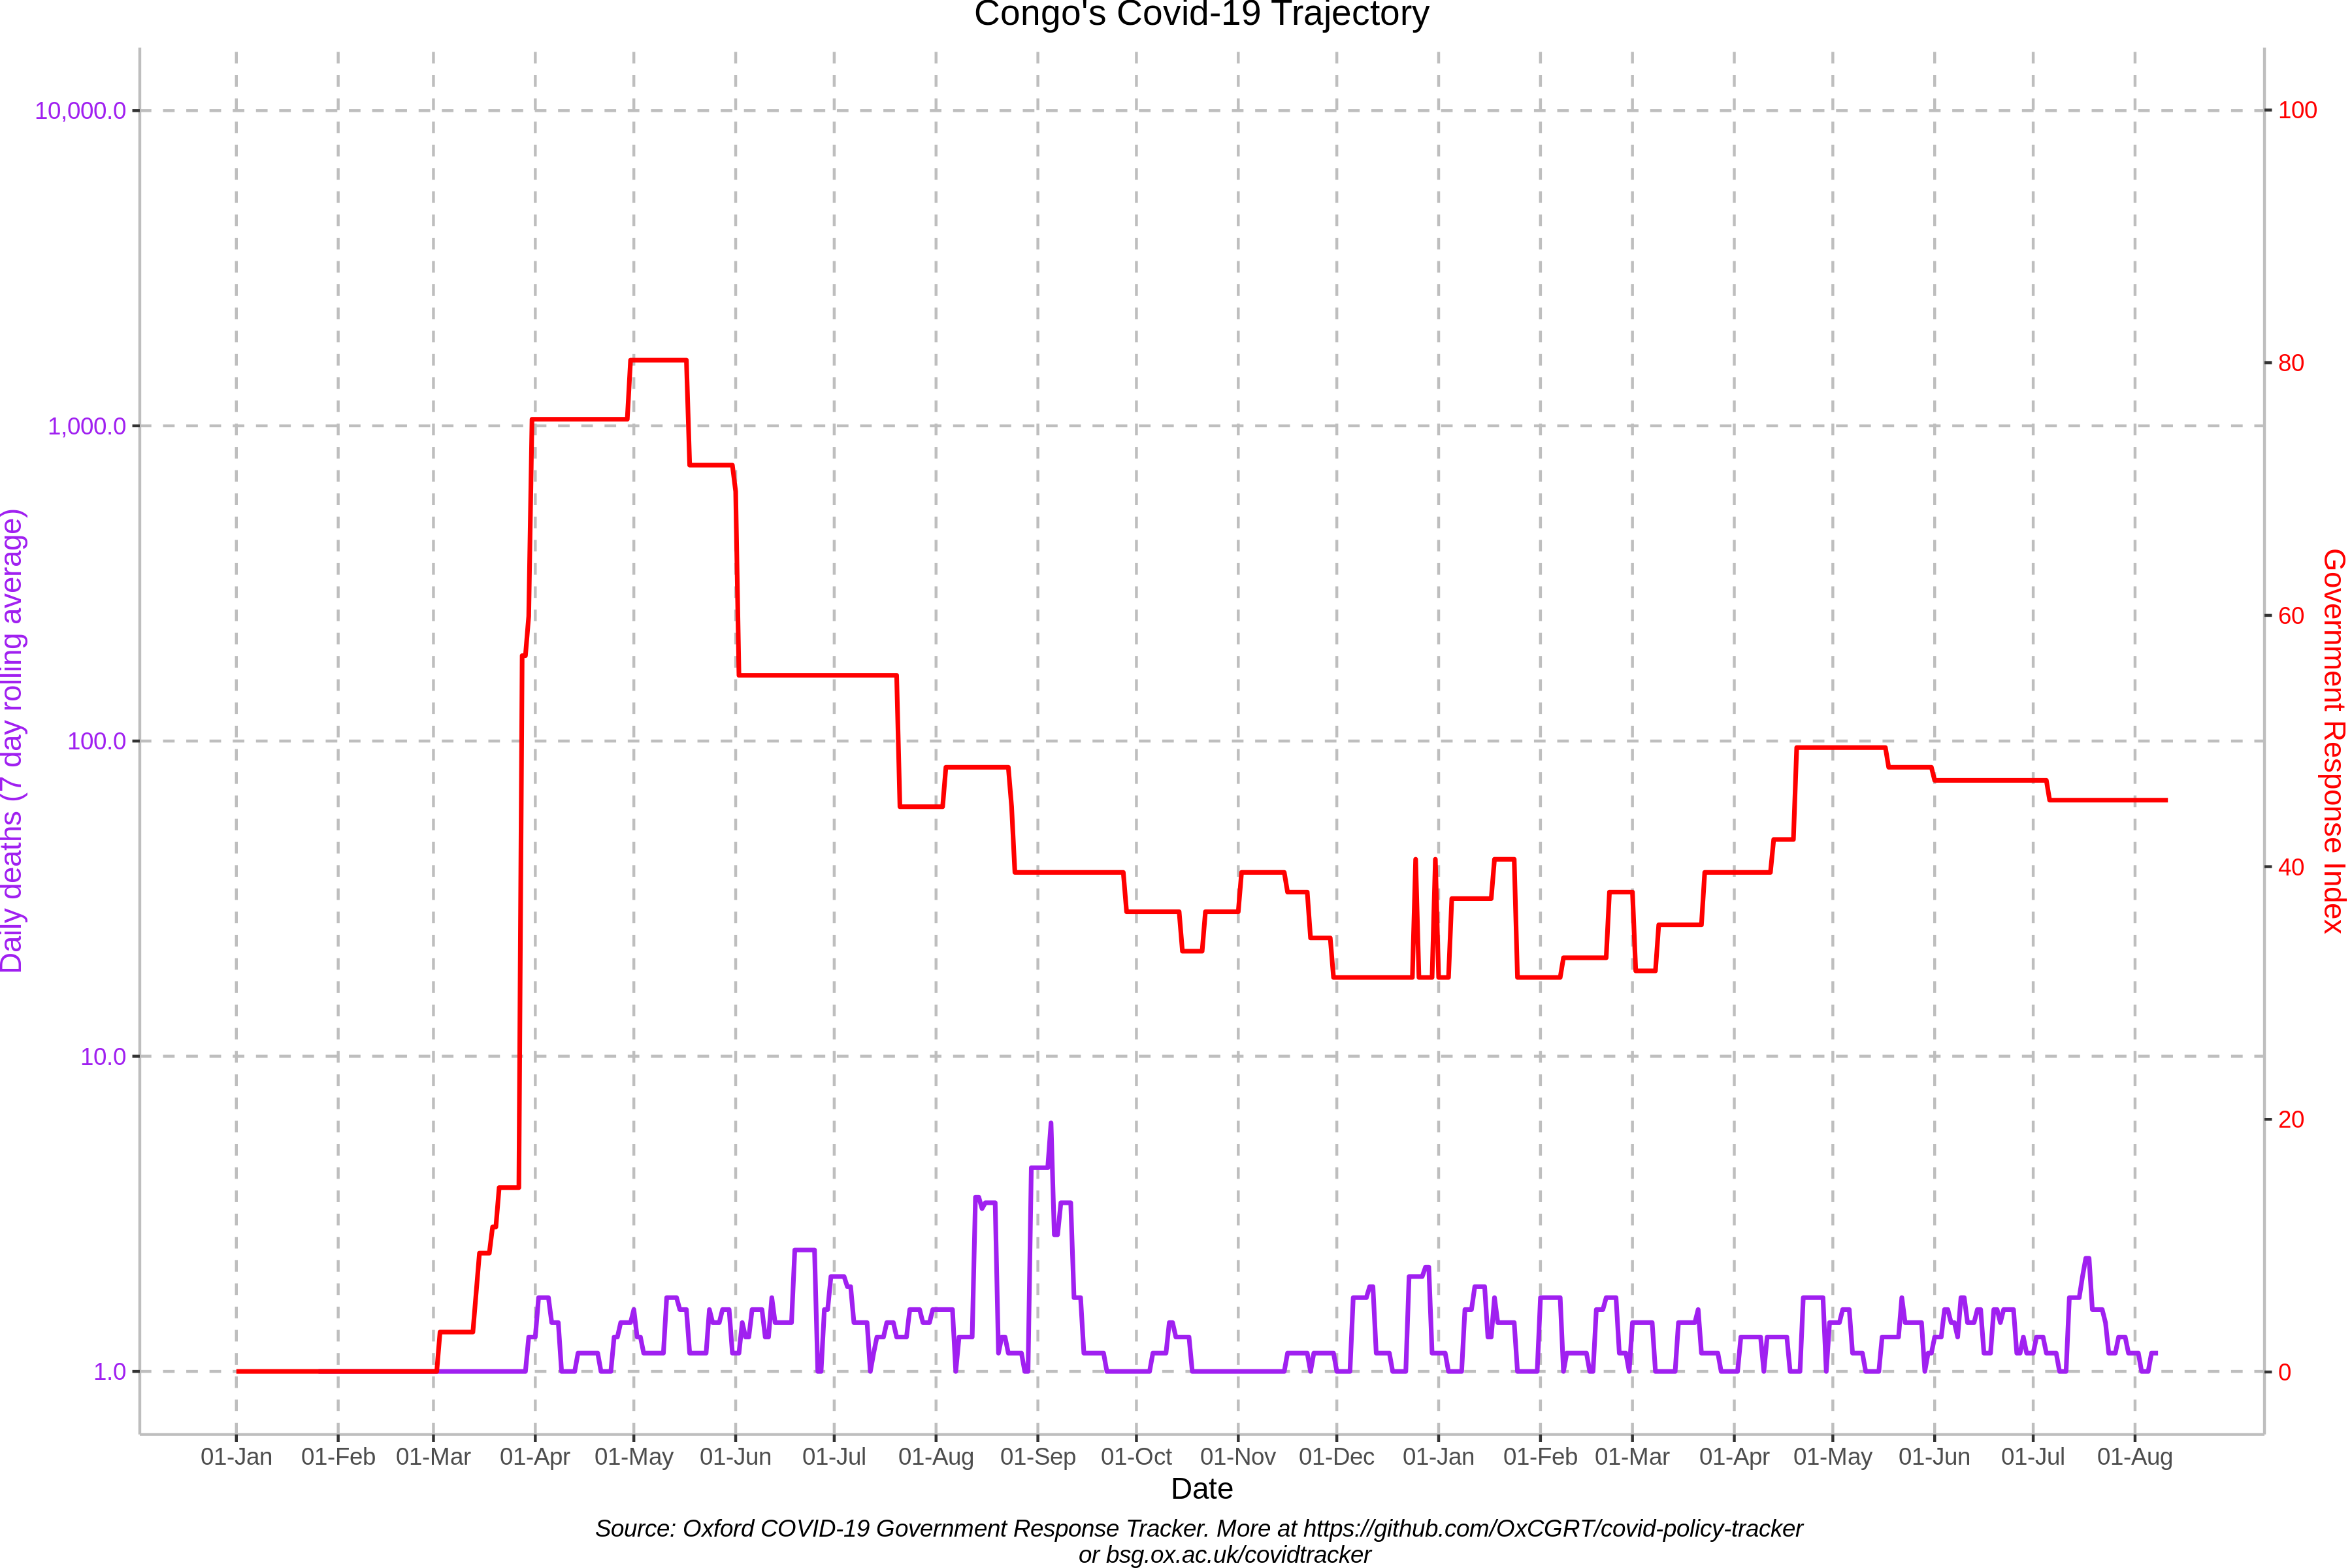 Congo's Covid-19 Trajectory
10,000.0
1,000.0
100.0
10.0
1.0
Daily deaths (7 day rolling average)
100
80
60
40
20
0
Government Response Index
01-Jan 01-Feb 01-Mar 01-Apr 01-May 01-Jun 01-Jul 01-Aug 01-Sep 01-Oct 01-Nov 01-Dec 01-Jan 01-Feb 01-Mar 01-Apr 01-May 01-Jun 01-Jul 01-Aug
Date
Source: Oxford COVID-19 Government Response Tracker. More at https://github.com/OxCGRT/covid-policy-tracker
or bsg.ox.ac.uk/covidtracker